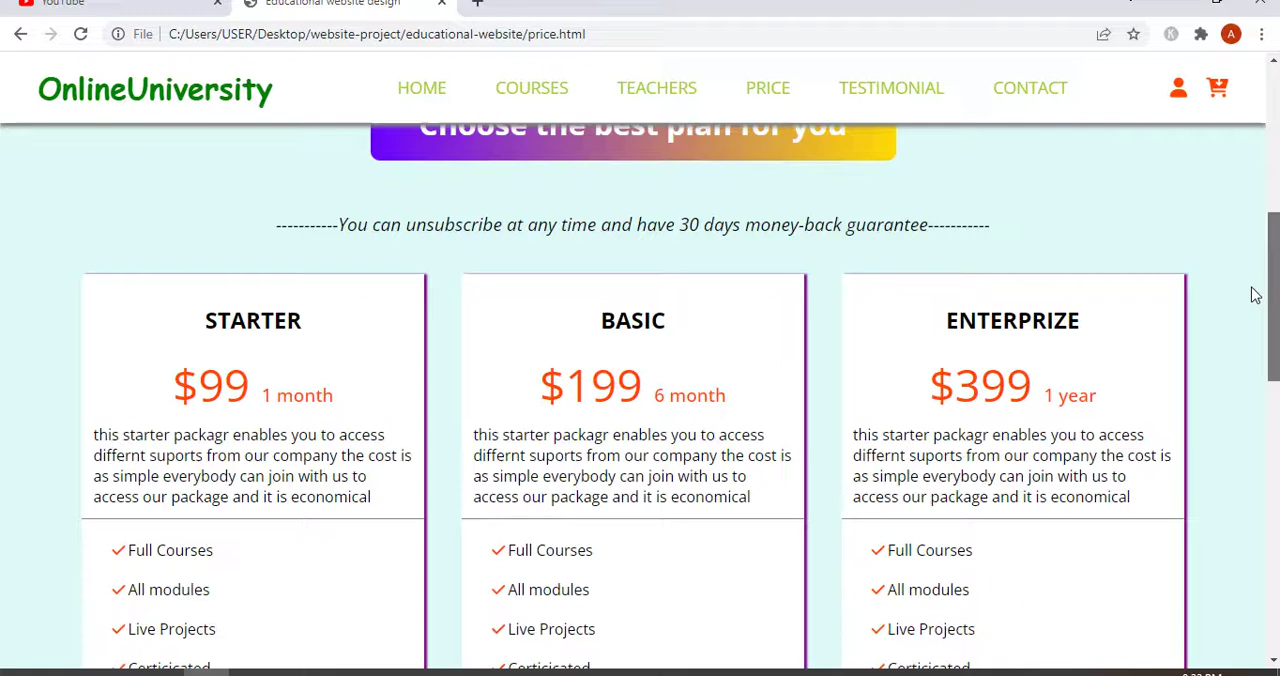 YouTube
Educational website design
File C:/Users/USER/Desktop/website-project/educational-website/price.html
A
OnlineUniversity HOME COURSES TEACHERS PRICE TESTIMONIAL CONTACT
Choose the best plan for you
-----------You can unsubscribe at any time and have 30 days money-back guarantee-----------
STARTER
$99 1 month
this starter packagr enables you to access
differnt suports from our company the cost is
as simple everybody can join with us to
access our package and it is economical
Full Courses
All modules
Live Projects
Certicicated
BASIC
$199 6 month
this starter packagr enables you to access
differnt suports from our company the cost is
as simple everybody can join with us to
access our package and it is economical
Full Courses
All modules
Live Projects
Certicicated
ENTERPRIZE
$399 1 year
this starter packagr enables you to access
differnt suports from our company the cost is
as simple everybody can join with us to
access our package and it is economical
Full Courses
All modules
Live Projects
Certicicated